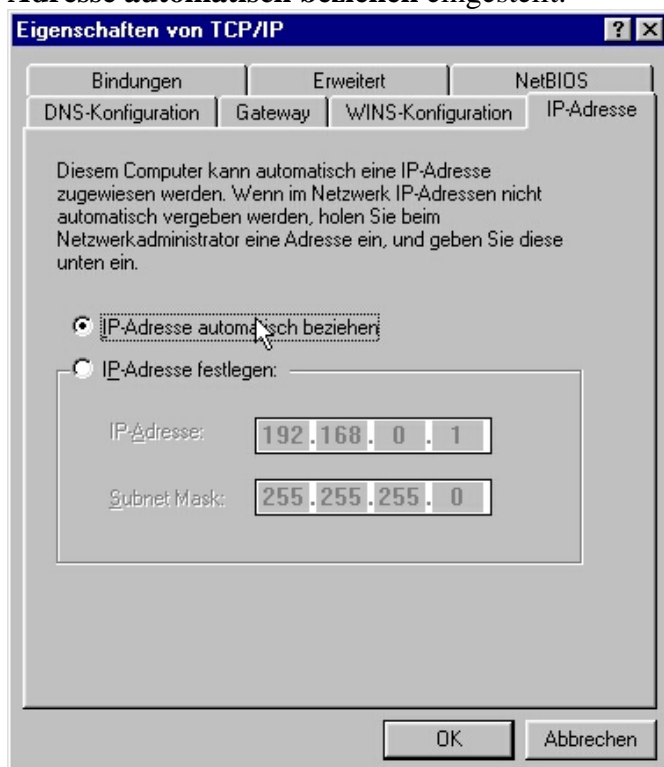 Adresse automatisch beziehen eingestellt.
Eigenschaften von TCP/IP ? X
Bindungen Erweitert NetBIOS
DNS-Konfiguration Gateway WINS-Konfiguration IP-Adresse
Diesem Computer kann automatisch eine IP-Adresse
zugewiesen werden. Wenn im Netzwerk IP-Adressen nicht
automatisch vergeben werden, holen Sie beim
Netzwerkadministrator eine Adresse ein, und geben Sie diese
unten ein.
IP-Adresse automatisch beziehen
IP-Adresse festlegen:
IP-Adresse: 192.168.0.1
Subnet Mask: 255.255.255.0
OK Abbrechen